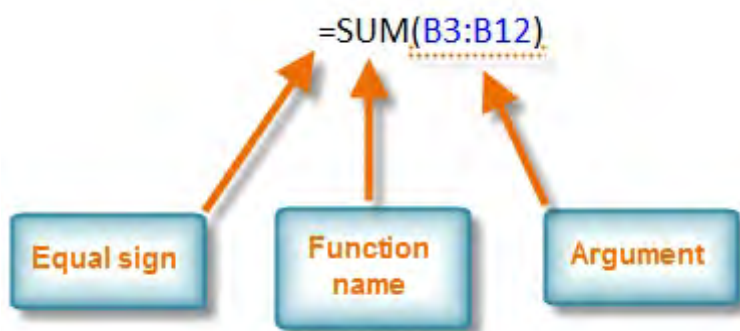 =SUM(B3:B12)
Equal sign
Function
name
Argument